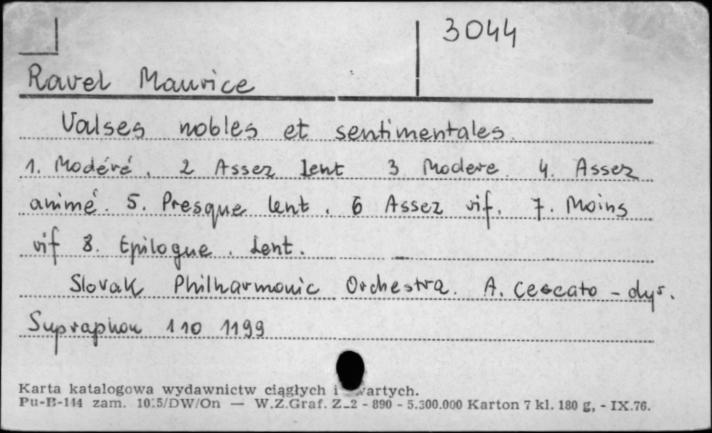 3044
Ravel Maurice
Valses nobles et sentimentales.
1. Modéré. 2 Assez lent 3 Modere. 4. Assez
animé. 5. Presque lent. 6 Assez vif. 7. Moins
vif 8. Epilogue. Lent.
Slovak Philharmonic Orchestra. A. Ceccato - dyr.
Supraphon 110 1199
Karta katalogowa wydawnictw ciągłych i
Pu-B-144 zam. /DW/On — W.Z.Graf. Z-2 - 890 - 5.300.000 Karton 7 kl. 180 g, - IX.76.